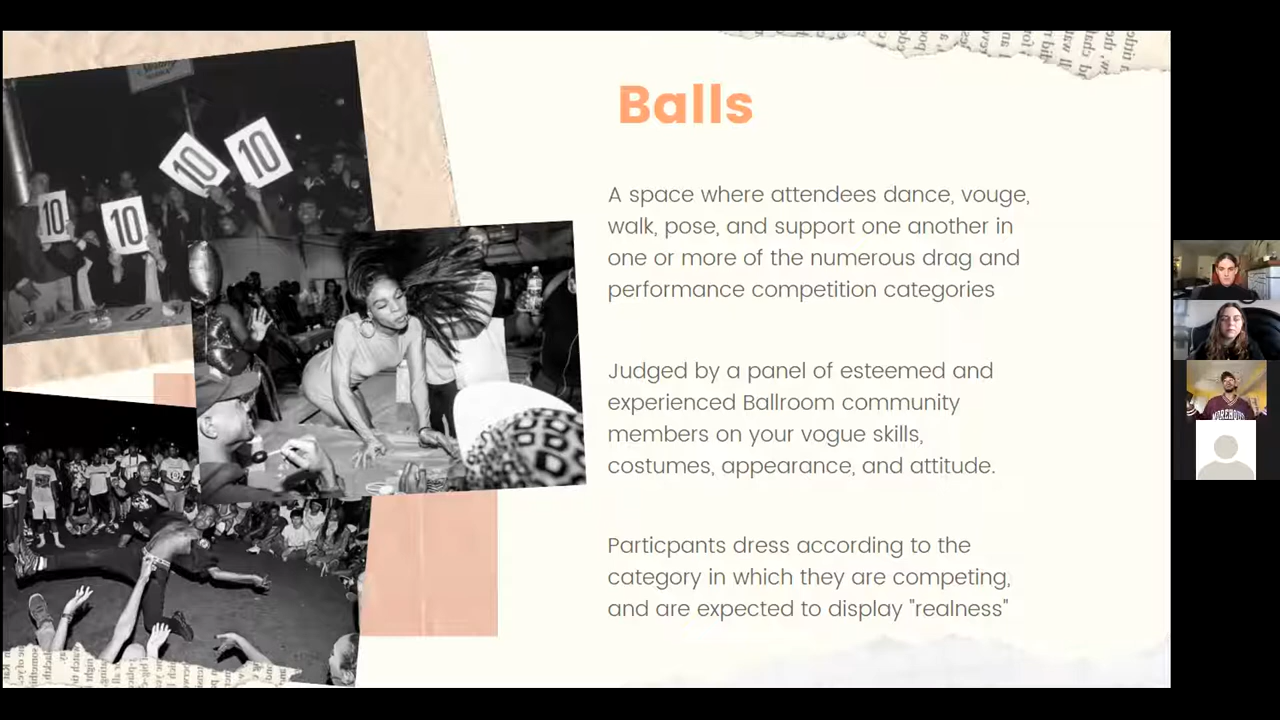 Balls
A space where attendees dance, vouge,
walk, pose, and support one another in
one or more of the numerous drag and
performance competition categories
Judged by a panel of esteemed and
experienced Ballroom community
members on your vogue skills,
costumes, appearance, and attitude.
Particpants dress according to the
category in which they are competing,
and are expected to display "realness"
10
10
10
10